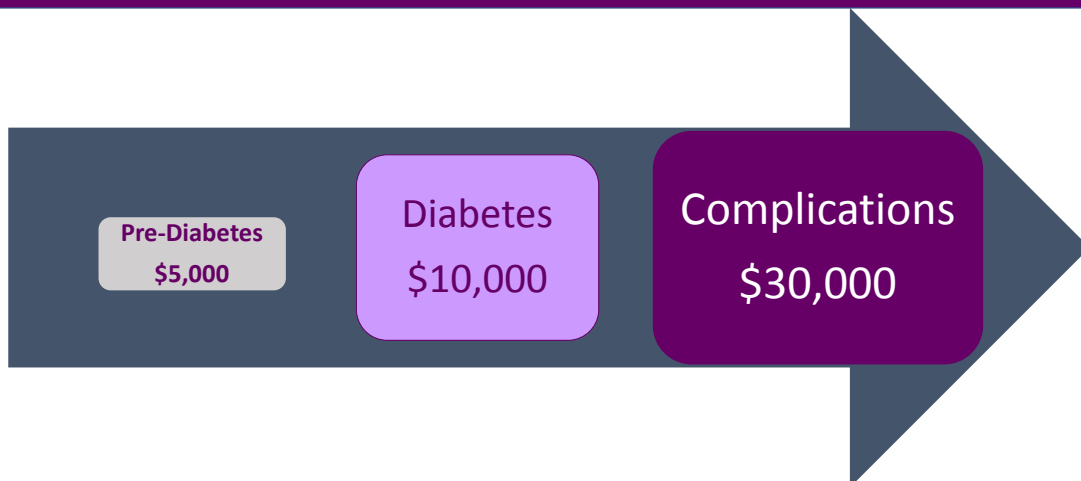 Pre-Diabetes
$5,000
Diabetes
$10,000
Complications
$30,000